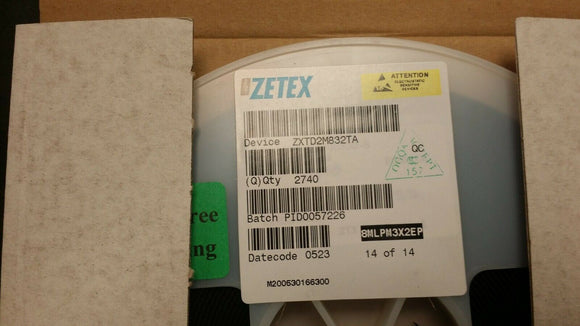 ZETEX
ATTENTION
ELECTROSTATIC
SENSITIVE
DEVICES
Device ZXTD2M832TA
QC
157
(Q)Qty 2740
Batch PID0057226
8MLPM3X2EP
Datecode 0523
14 of 14
M200530166300
ree
ng